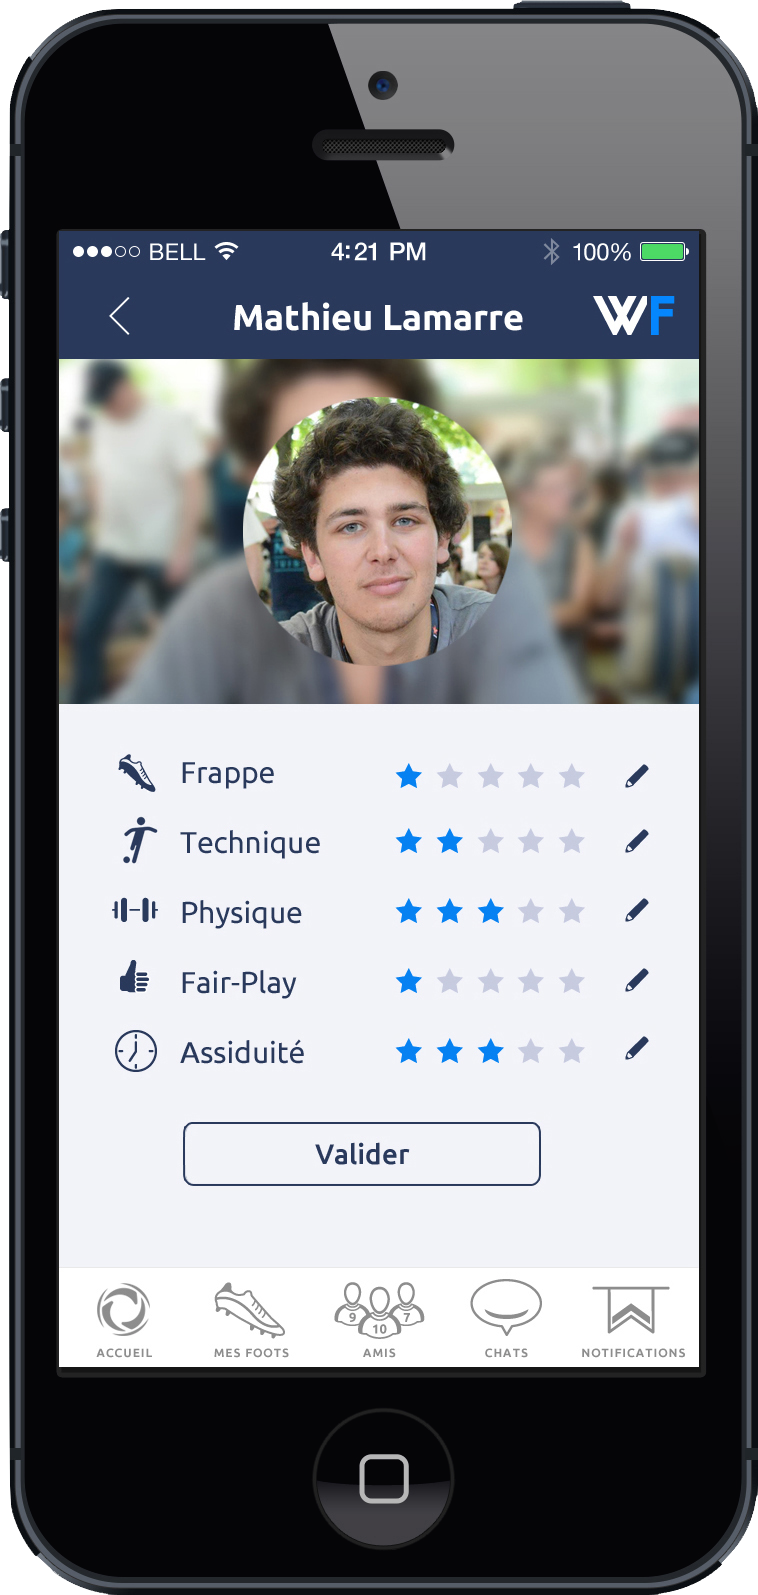 BELL 4:21 PM 100%
Mathieu Lamarre WF
Frappe
Technique
Physique
Fair-Play
Assiduité
Valider
9 10 7
ACCUEIL MES FOOTS AMIS CHATS NOTIFICATIONS